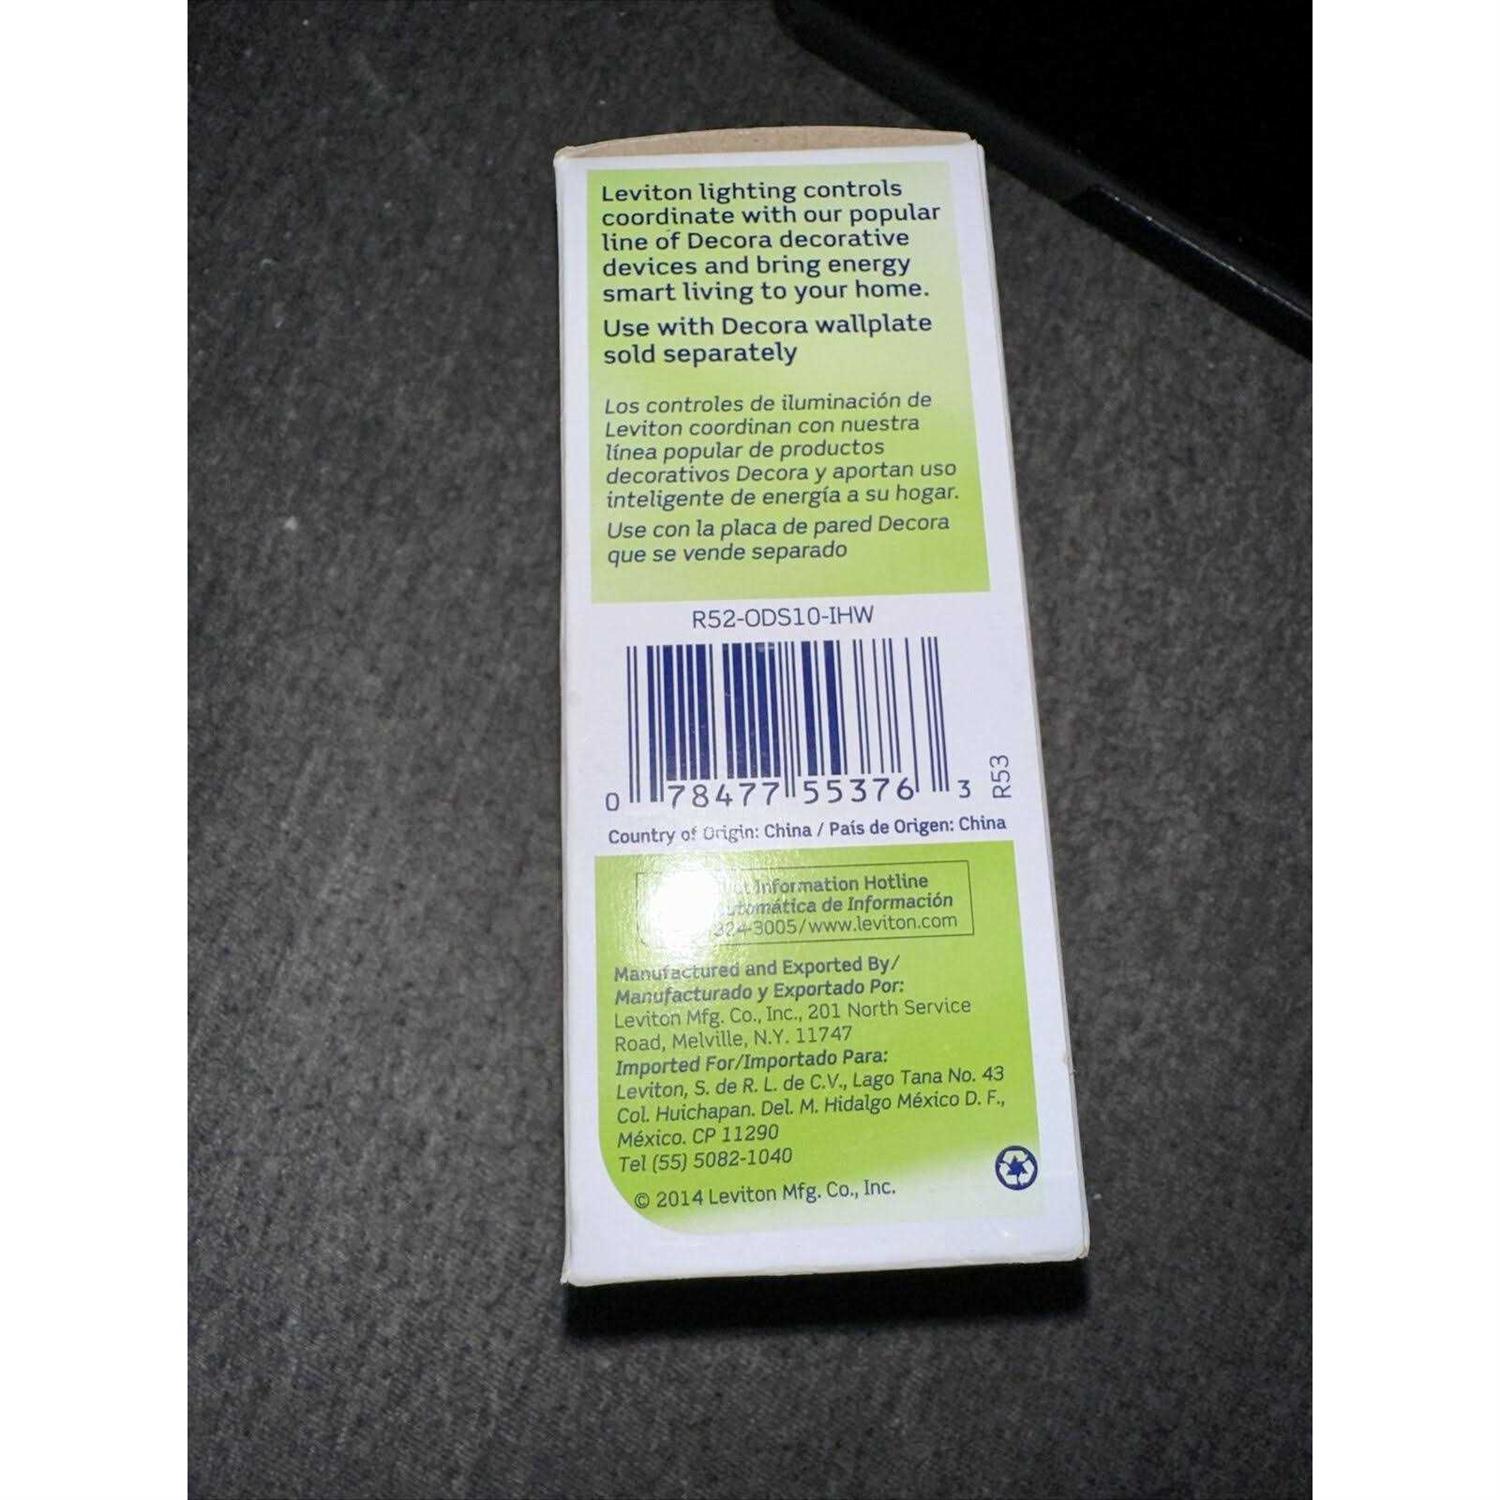 Leviton lighting controls
coordinate with our popular
line of Decora decorative
devices and bring energy
smart living to your home.
Use with Decora wallplate
sold separately
Los controles de iluminación de
Leviton coordinan con nuestra
línea popular de productos
decorativos Decora y aportan uso
inteligente de energía a su hogar.
Use con la placa de pared Decora
que se vende separado
R52-ODS10-IHW
0 78477 55376 3
R53
Country of Origin: China / País de Origen: China
Information Hotline
de Información
324-3005/www.leviton.com
Manufactured and Exported By/
Manufacturado y Exportado Por:
Leviton Mfg. Co., Inc., 201 North Service
Road, Melville, N.Y. 11747
Imported For/Importado Para:
Leviton, S. de R. L. de C.V., Lago Tana No. 43
Col. Huichapan. Del. M. Hidalgo México D. F.,
México. CP 11290
Tel (55) 5082-1040
© 2014 Leviton Mfg. Co., Inc.